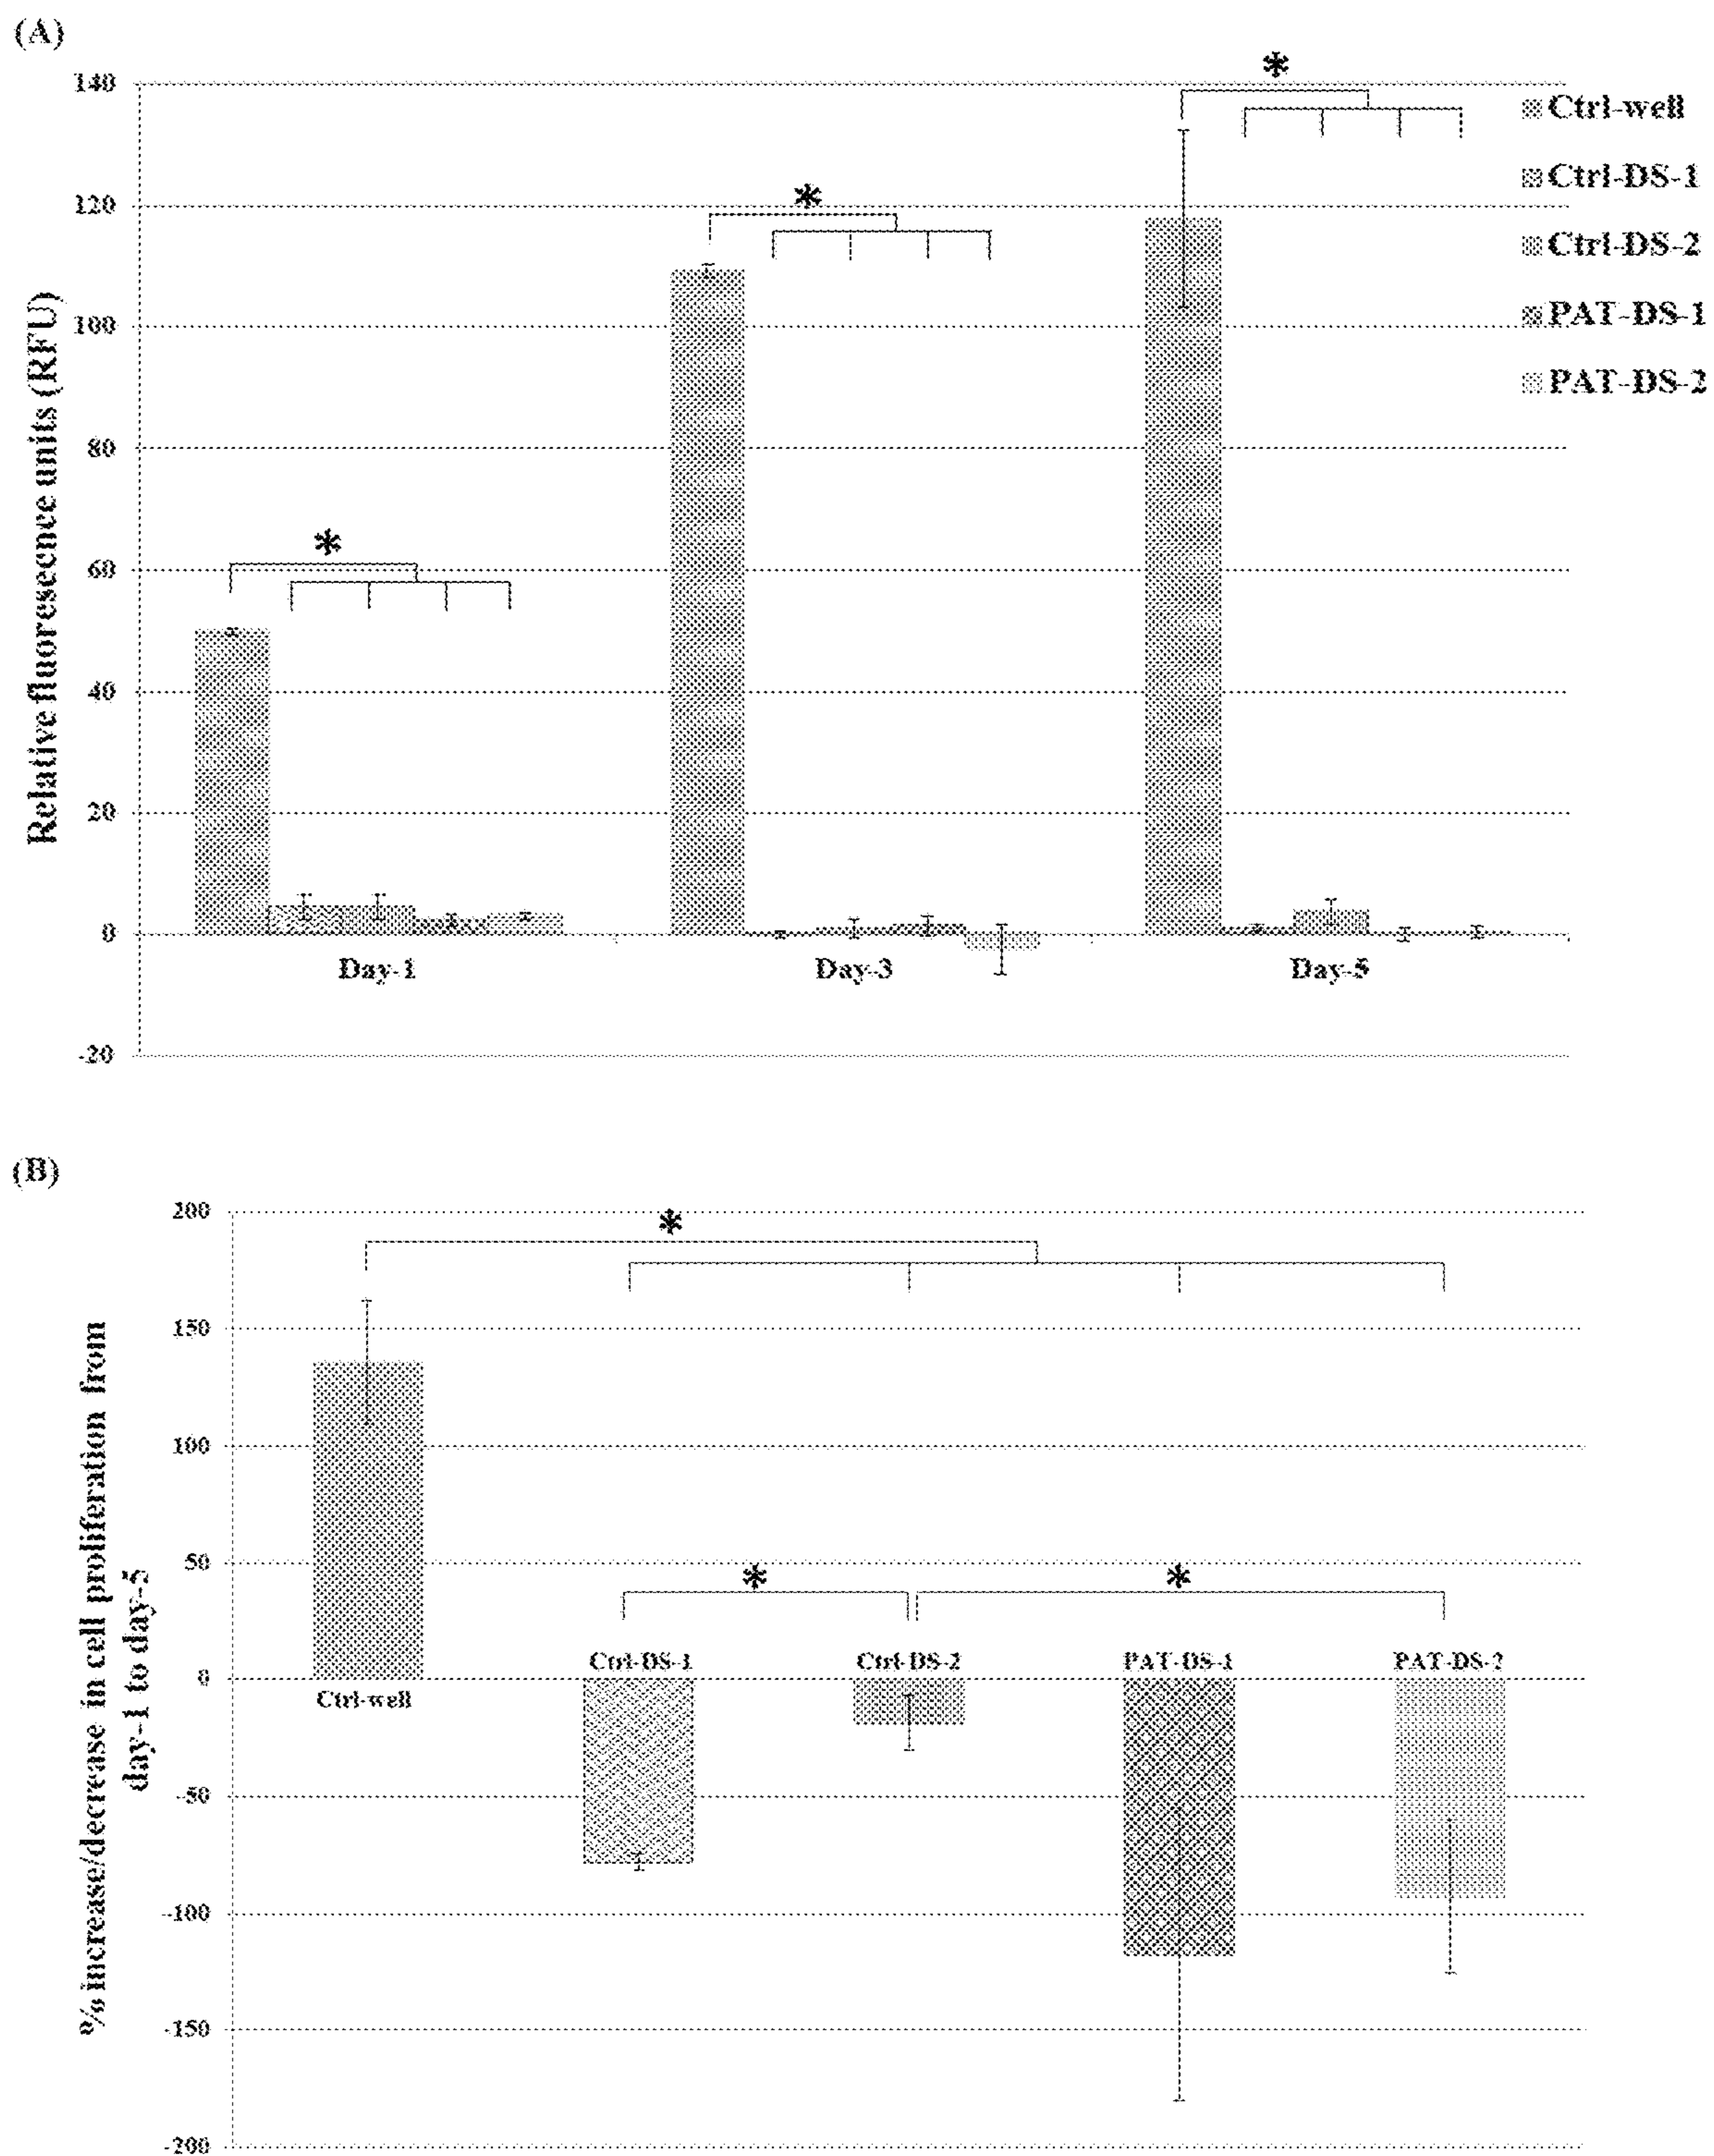 (A)
140
120
100
80
60
40
20
0
-20
Relative fluoresecne units (RFU)
*
*
*
Day-1
Day-3
Day-5
Ctrl-well
Ctrl-DS-1
Ctrl-DS-2
PAT-DS-1
PAT-DS-2
(B)
200
150
100
50
0
-50
-100
-150
-200
% increase/decrease in cell proliferation from
day-1 to day-5
*
*
*
Ctrl-well
Ctrl-DS-1
Ctrl-DS-2
PAT-DS-1
PAT-DS-2